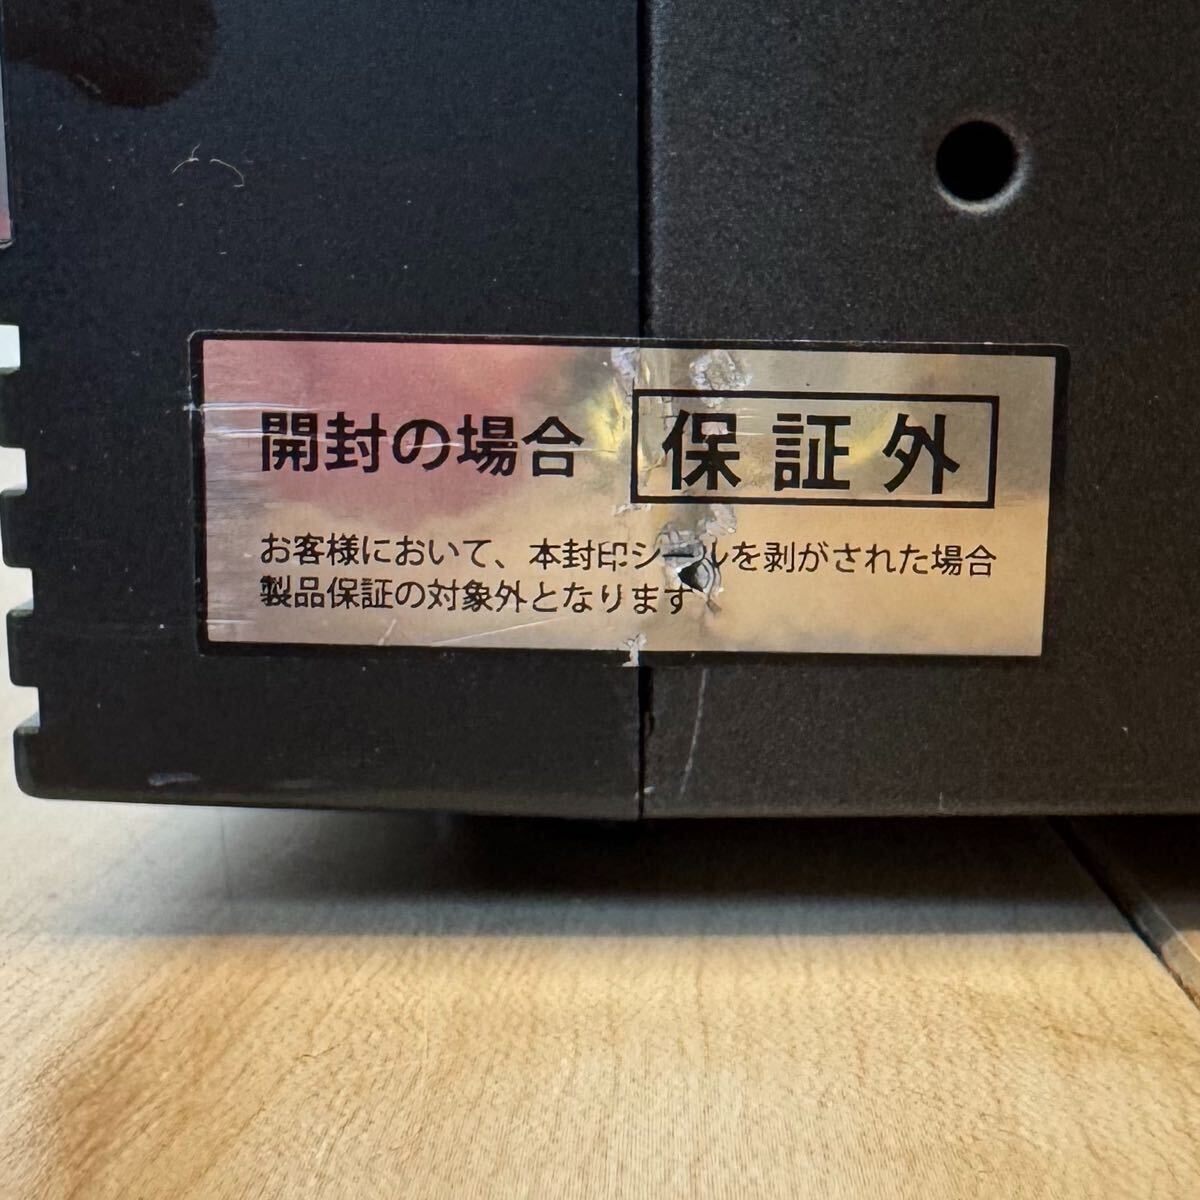 開封の場合 保証外
お客様において、本封印シールを剥がされた場合
製品保証の対象外となります